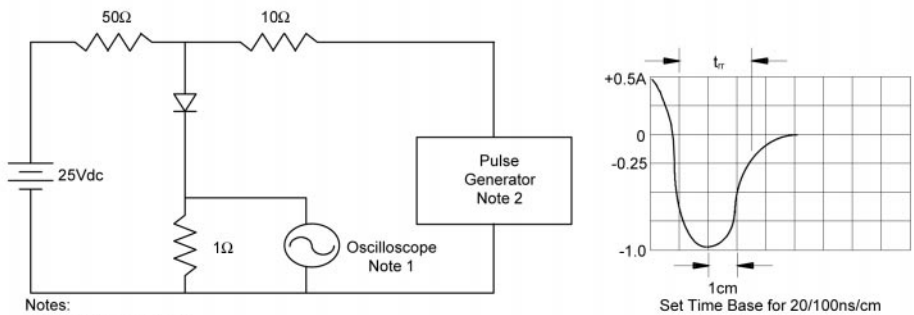 50Ω
10Ω
25Vdc
1Ω
Oscilloscope
Note 1
Pulse
Generator
Note 2
Notes:
trr
+0.5A
0
-0.25
-1.0
1cm
Set Time Base for 20/100ns/cm